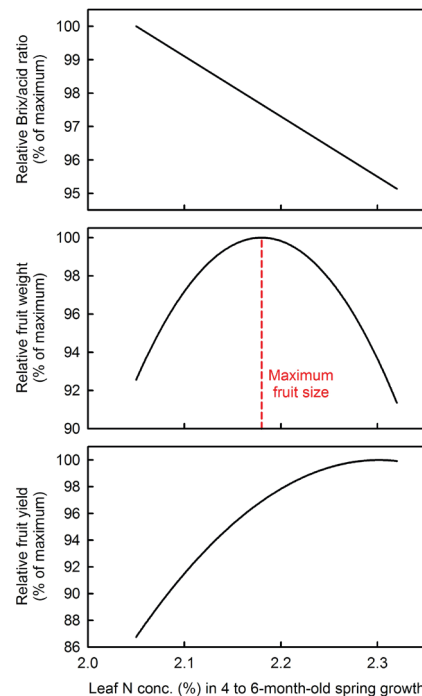 Relative Brix/acid ratio
(% of maximum)
100
99
98
97
96
95
Relative fruit weight
(% of maximum)
100
98
96
94
92
90
Maximum
fruit size
Relative fruit yield
(% of maximum)
100
98
96
94
92
90
88
86
2.0 2.1 2.2 2.3
Leaf N conc. (%) in 4 to 6-month-old spring growth